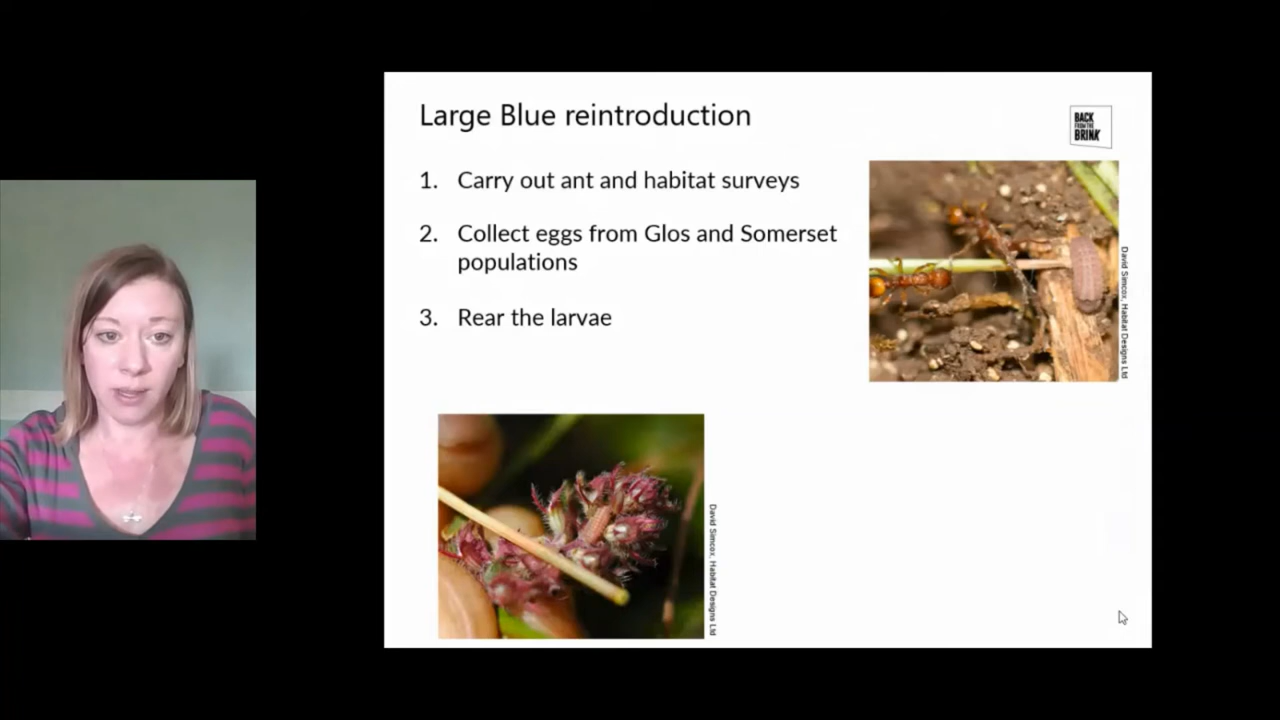 Large Blue reintroduction
BACK
FROM THE
BRINK
1. Carry out ant and habitat surveys
2. Collect eggs from Glos and Somerset
populations
3. Rear the larvae
David Simcox, Habitat Designs Ltd
David Simcox, Habitat Designs Ltd